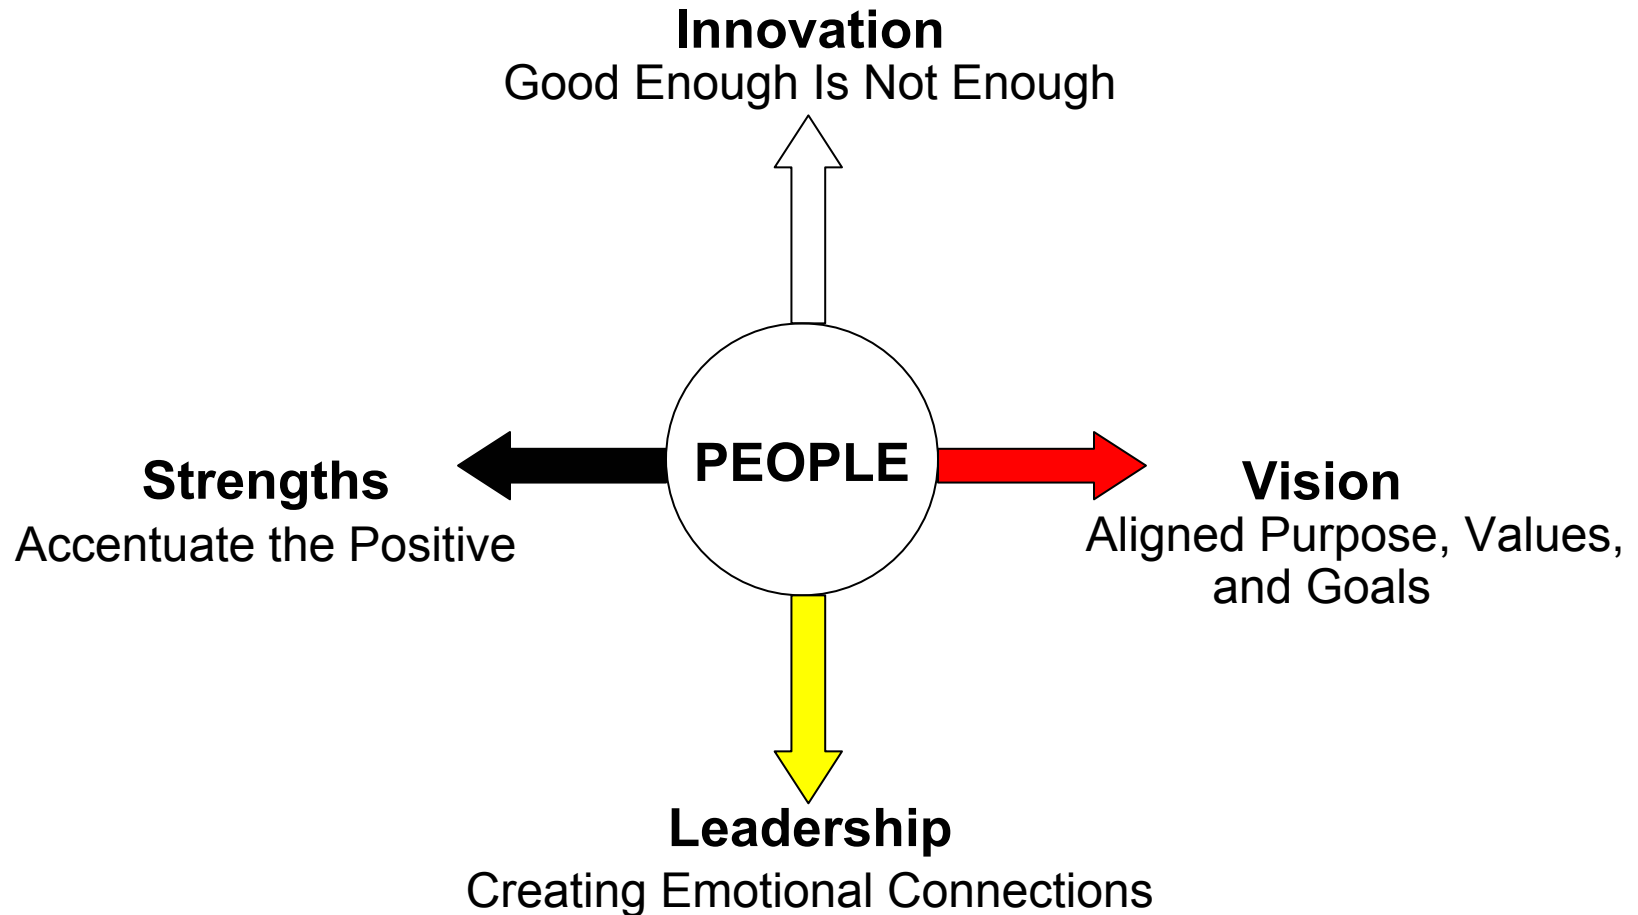 Innovation
Good Enough Is Not Enough
PEOPLE
Strengths
Accentuate the Positive
Vision
Aligned Purpose, Values,
and Goals
Leadership
Creating Emotional Connections